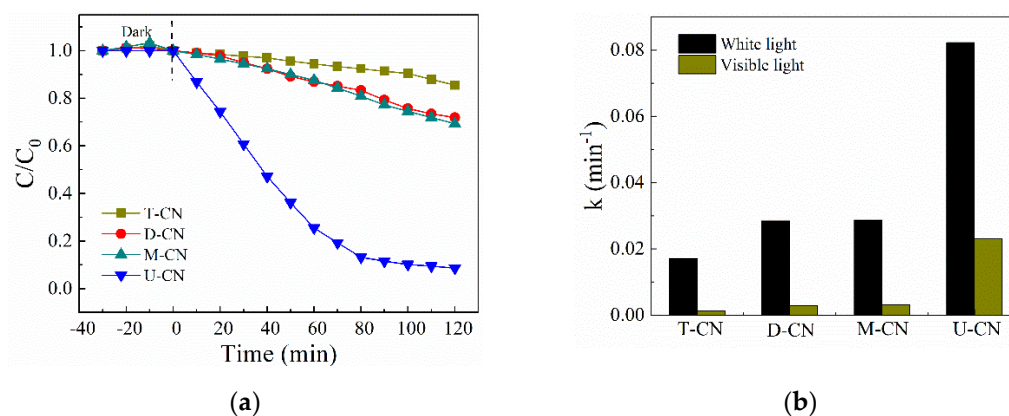 Dark
1.0
0.8
0.6
0.4
0.2
0.0
C/C0
T-CN
D-CN
M-CN
U-CN
-40 -20 0 20 40 60 80 100 120
Time (min)
(a)
White light
Visible light
0.08
0.06
0.04
0.02
0.00
k (min-1)
T-CN D-CN M-CN U-CN
(b)